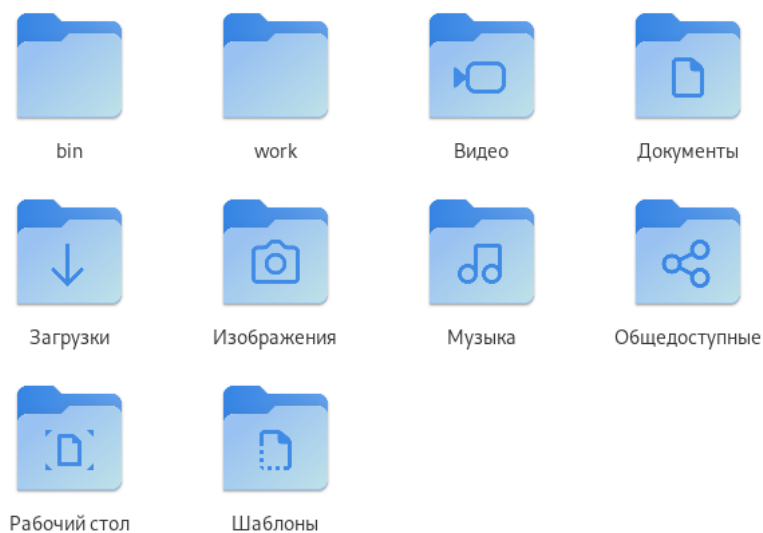 bin
work
Видео
Документы
Загрузки
Изображения
Музыка
Общедоступные
Рабочий стол
Шаблоны